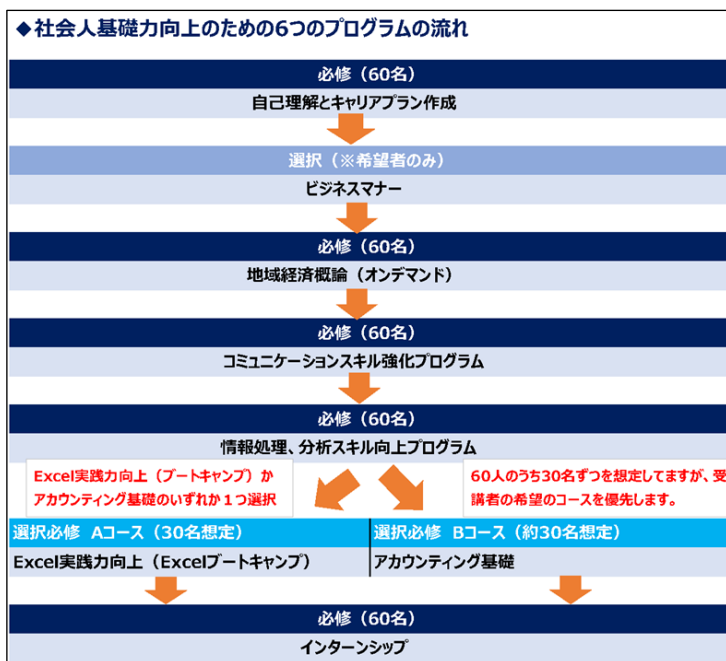 ◆社会人基礎力向上のための6つのプログラムの流れ
必修（60名）
自己理解とキャリアプラン作成
選択（※希望者のみ）
ビジネスマナー
必修（60名）
地域経済概論（オンデマンド）
必修（60名）
コミュニケーションスキル強化プログラム
必修（60名）
情報処理、分析スキル向上プログラム
Excel実践力向上（ブートキャンプ）か
アカウンティング基礎のいずれか１つ選択
60人のうち30名ずつを想定してますが、受
講者の希望のコースを優先します。
選択必修 Aコース（30名想定）
Excel実践力向上（Excelブートキャンプ）
選択必修 Bコース（約30名想定）
アカウンティング基礎
必修（60名）
インターンシップ